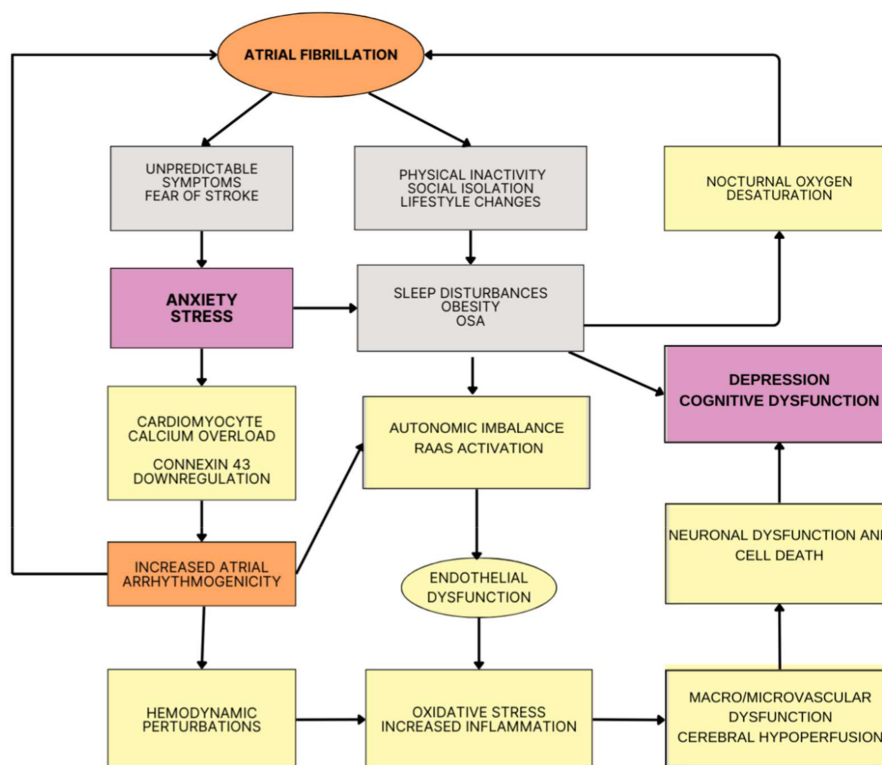 ATRIAL FIBRILLATION
UNPREDICTABLE
SYMPTOMS
FEAR OF STROKE
PHYSICAL INACTIVITY
SOCIAL ISOLATION
LIFESTYLE CHANGES
NOCTURNAL OXYGEN
DESATURATION
ANXIETY
STRESS
SLEEP DISTURBANCES
OBESITY
OSA
DEPRESSION
COGNITIVE DYSFUNCTION
CARDIOMYOCYTE
CALCIUM OVERLOAD
CONNEXIN 43
DOWNREGULATION
AUTONOMIC IMBALANCE
RAAS ACTIVATION
NEURONAL DYSFUNCTION AND
CELL DEATH
INCREASED ATRIAL
ARRHYTHMOGENICITY
ENDOTHELIAL
DYSFUNCTION
HEMODYNAMIC
PERTURBATIONS
OXIDATIVE STRESS
INCREASED INFLAMMATION
MACRO/MICROVASCULAR
DYSFUNCTION
CEREBRAL HYPOPERFUSION